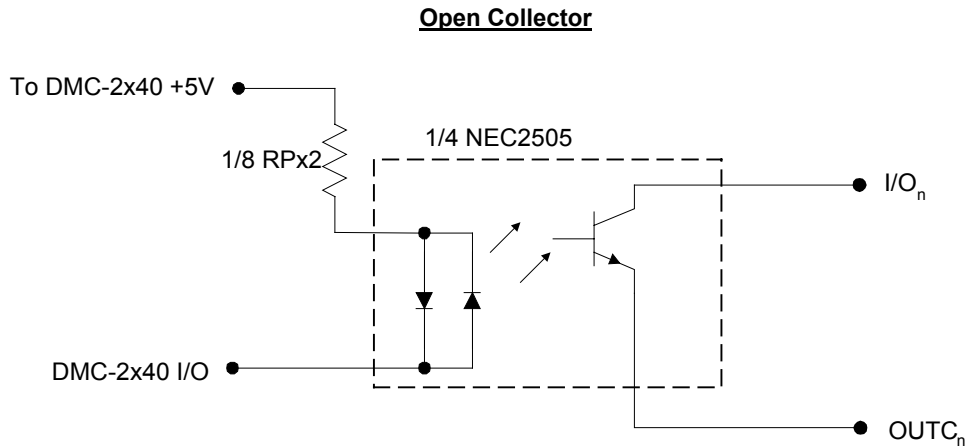 Open Collector
To DMC-2x40 +5V
1/4 NEC2505
1/8 RPx2
I/On
DMC-2x40 I/O
OUTCn